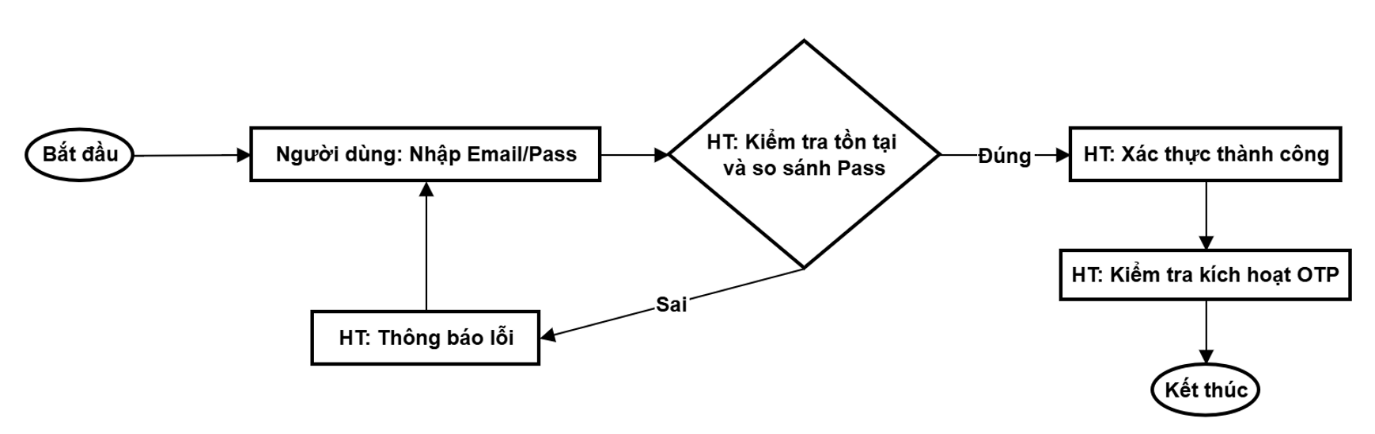 Bắt đầu
Người dùng: Nhập Email/Pass
HT: Kiểm tra tồn tại
và so sánh Pass
Đúng
HT: Xác thực thành công
HT: Kiểm tra kích hoạt OTP
Sai
HT: Thông báo lỗi
Kết thúc